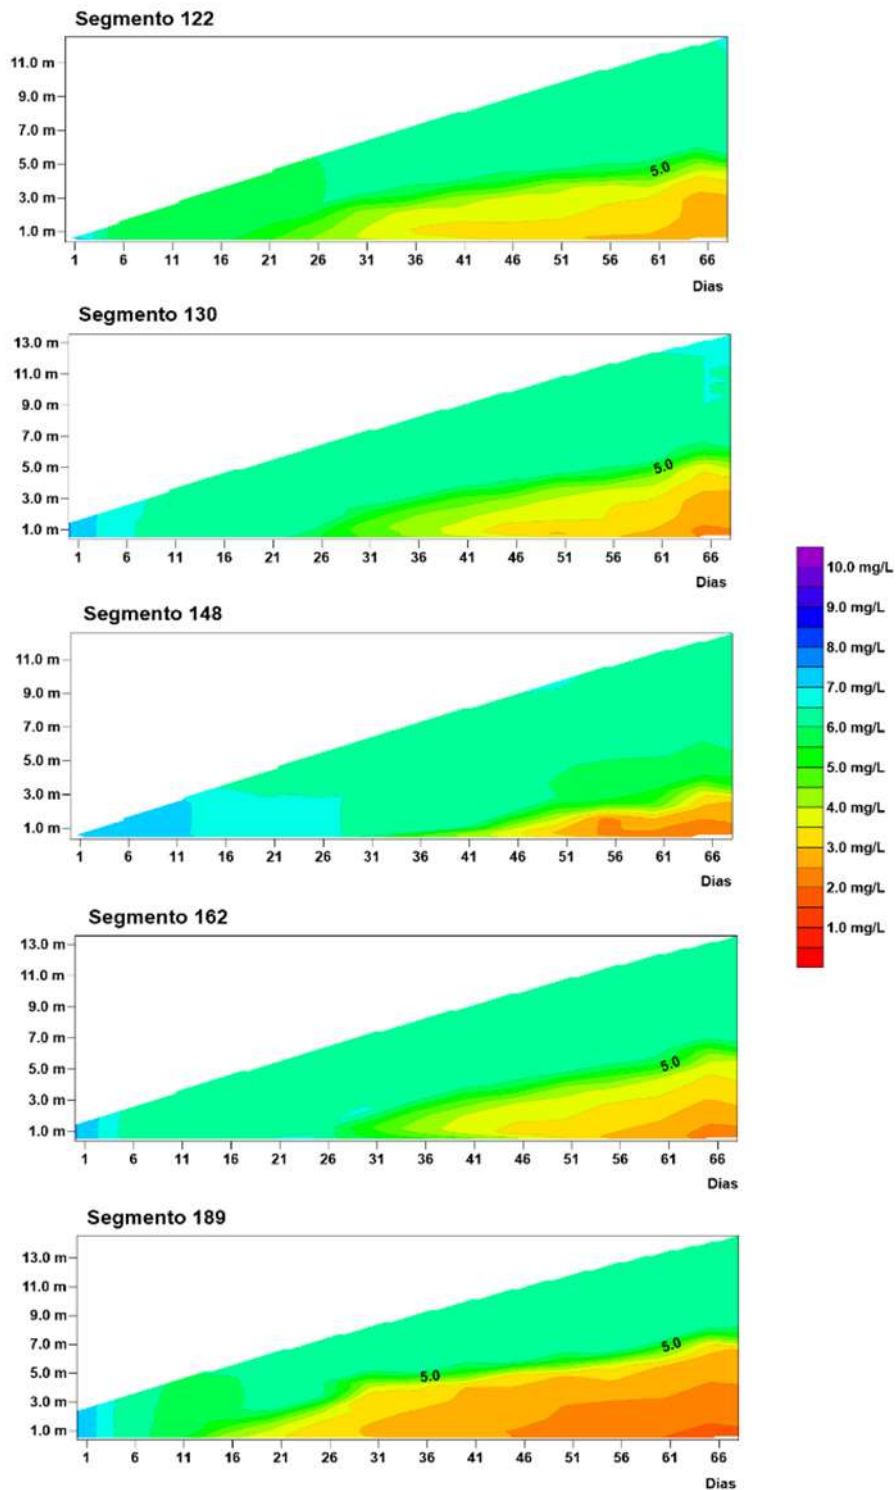 Segmento 122
11.0 m
9.0 m
7.0 m
5.0 m
3.0 m
1.0 m
5.0
1 6 11 16 21 26 31 36 41 46 51 56 61 66
Dias
Segmento 130
13.0 m
11.0 m
9.0 m
7.0 m
5.0 m
3.0 m
1.0 m
5.0
1 6 11 16 21 26 31 36 41 46 51 56 61 66
Dias
Segmento 148
11.0 m
9.0 m
7.0 m
5.0 m
3.0 m
1.0 m
1 6 11 16 21 26 31 36 41 46 51 56 61 66
Dias
Segmento 162
13.0 m
11.0 m
9.0 m
7.0 m
5.0 m
3.0 m
1.0 m
5.0
1 6 11 16 21 26 31 36 41 46 51 56 61 66
Dias
Segmento 189
13.0 m
11.0 m
9.0 m
7.0 m
5.0 m
3.0 m
1.0 m
5.0
5.0
1 6 11 16 21 26 31 36 41 46 51 56 61 66
Dias
10.0 mg/L
9.0 mg/L
8.0 mg/L
7.0 mg/L
6.0 mg/L
5.0 mg/L
4.0 mg/L
3.0 mg/L
2.0 mg/L
1.0 mg/L